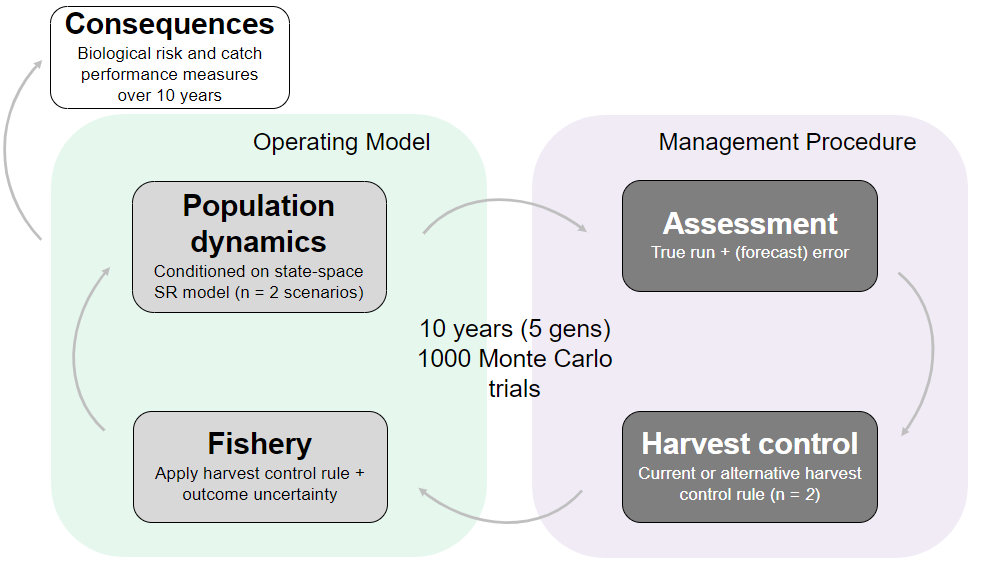 Consequences
Biological risk and catch
performance measures
over 10 years
Operating Model
Management Procedure
Population
dynamics
Conditioned on state-space
SR model (n = 2 scenarios)
Assessment
True run + (forecast) error
10 years (5 gens)
1000 Monte Carlo
trials
Fishery
Apply harvest control rule +
outcome uncertainty
Harvest control
Current or alternative harvest
control rule (n = 2)